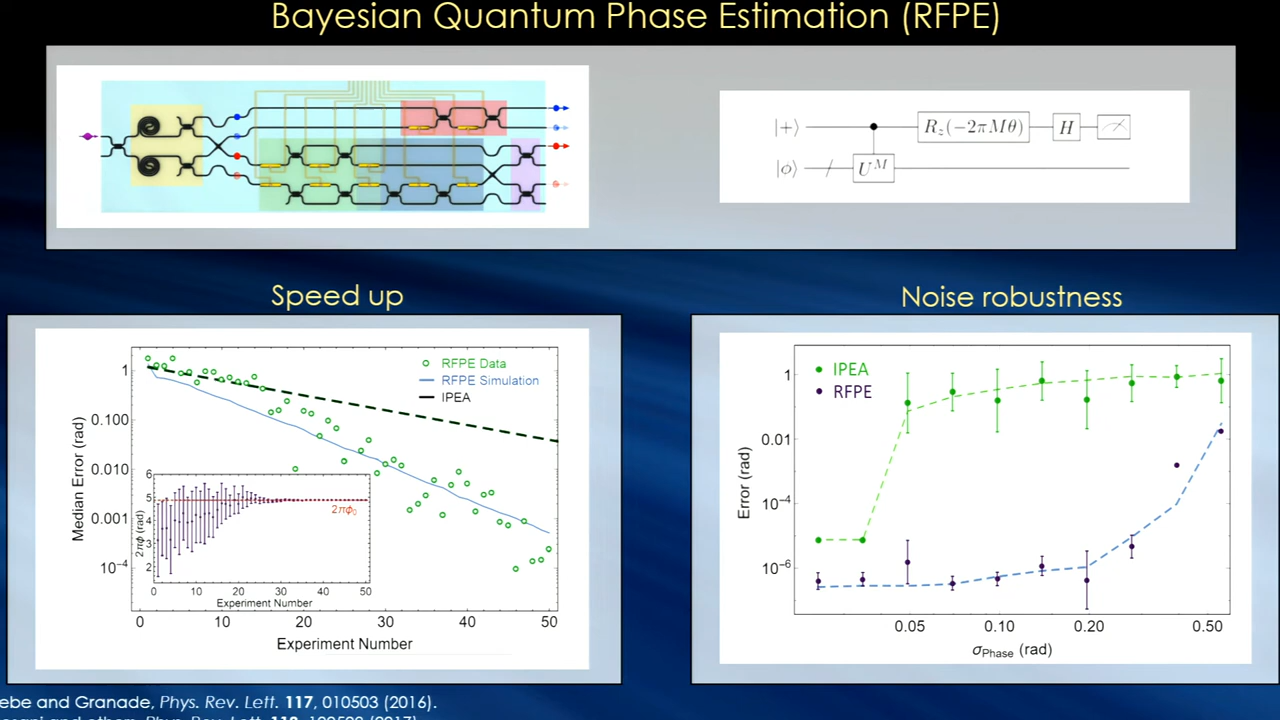 Bayesian Quantum Phase Estimation (RFPE)
|+⟩
R_z(−2πMθ)
H
|ϕ⟩
U^M
Speed up
Noise robustness
RFPE Data
RFPE Simulation
IPEA
Median Error (rad)
1
0.100
0.010
0.001
10⁻⁴
0
10
20
30
40
50
Experiment Number
2πϕ (rad)
6
5
4
3
2
2πϕ₀
0
10
20
30
40
50
Experiment Number
IPEA
RFPE
Error (rad)
1
0.01
10⁻⁴
10⁻⁶
0.05
0.10
0.20
0.50
σPhase (rad)
ebe and Granade, Phys. Rev. Lett. 117, 010503 (2016).